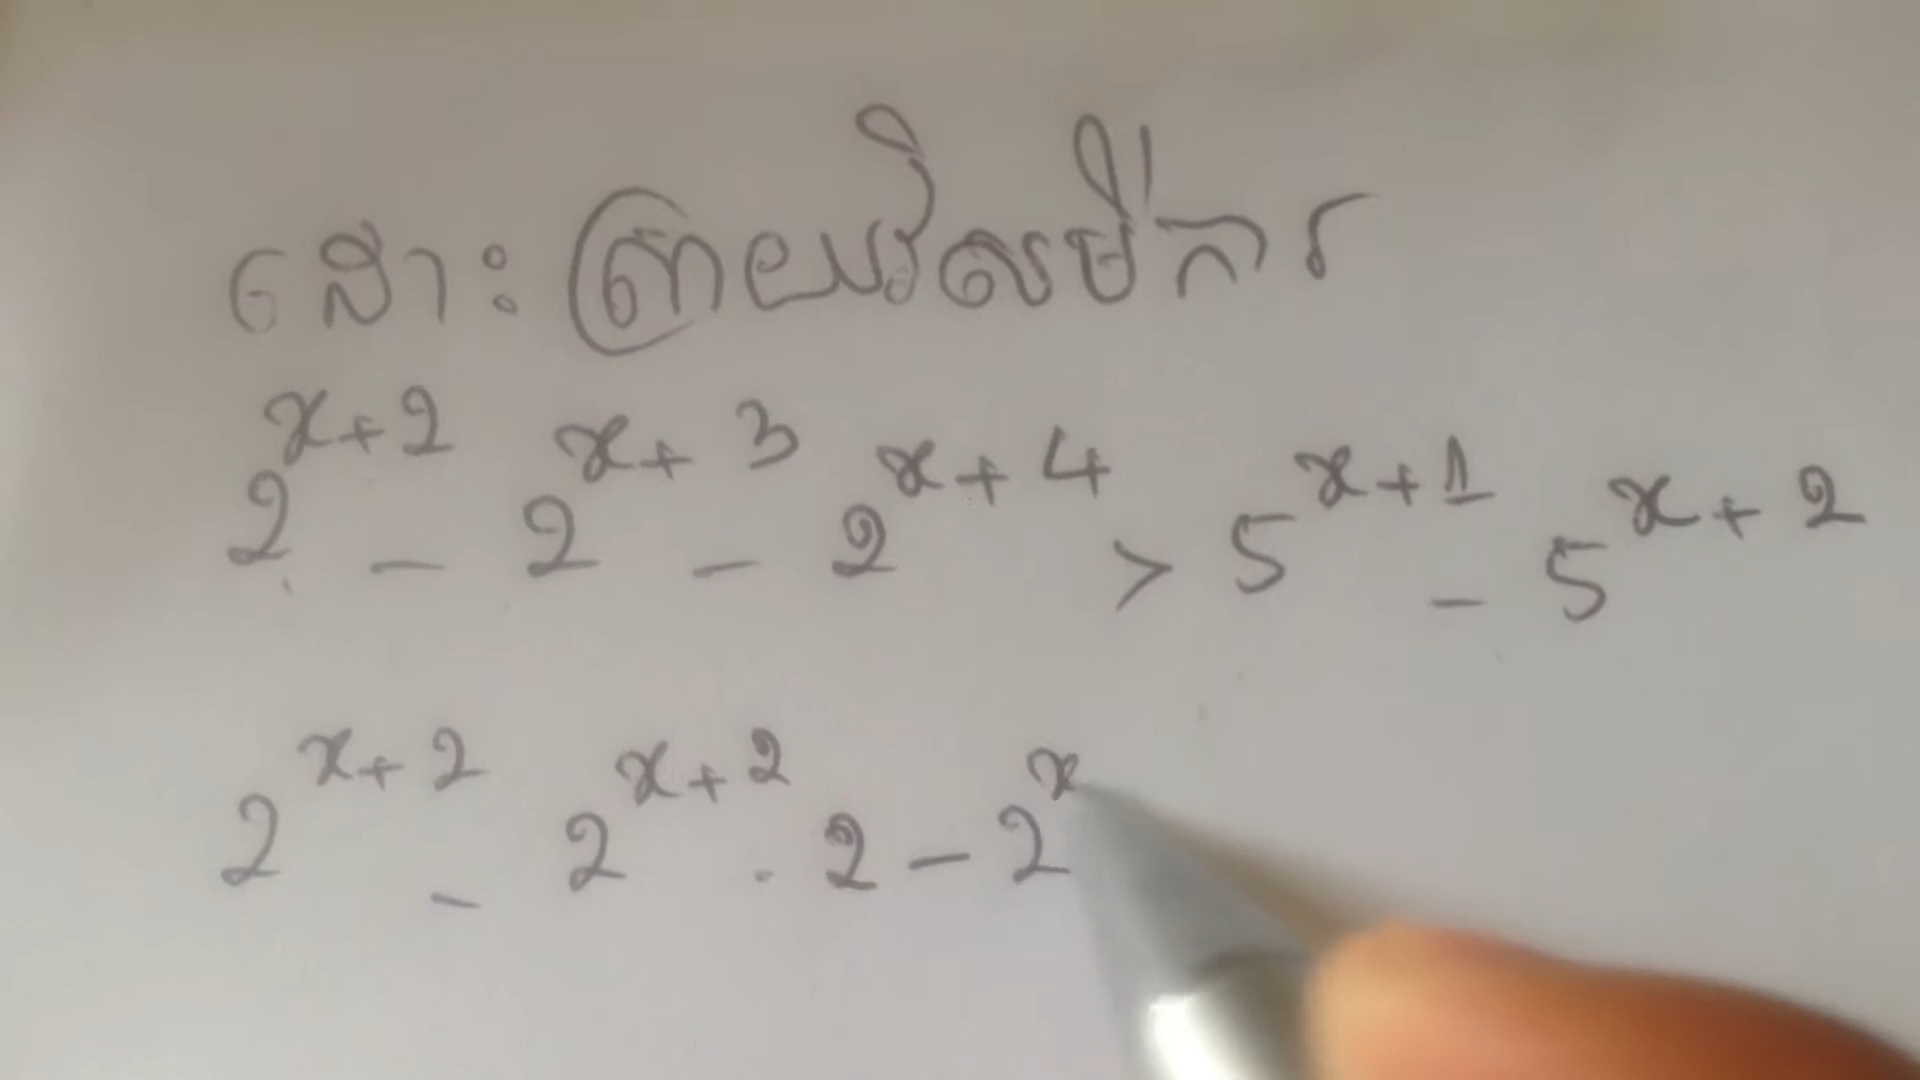 ដោះស្រាយវិសមីការ
2^{x+2} - 2^{x+3} - 2^{x+4} > 5^{x+1} - 5^{x+2}
2^{x+2} - 2^{x+2} . 2 - 2^{x}